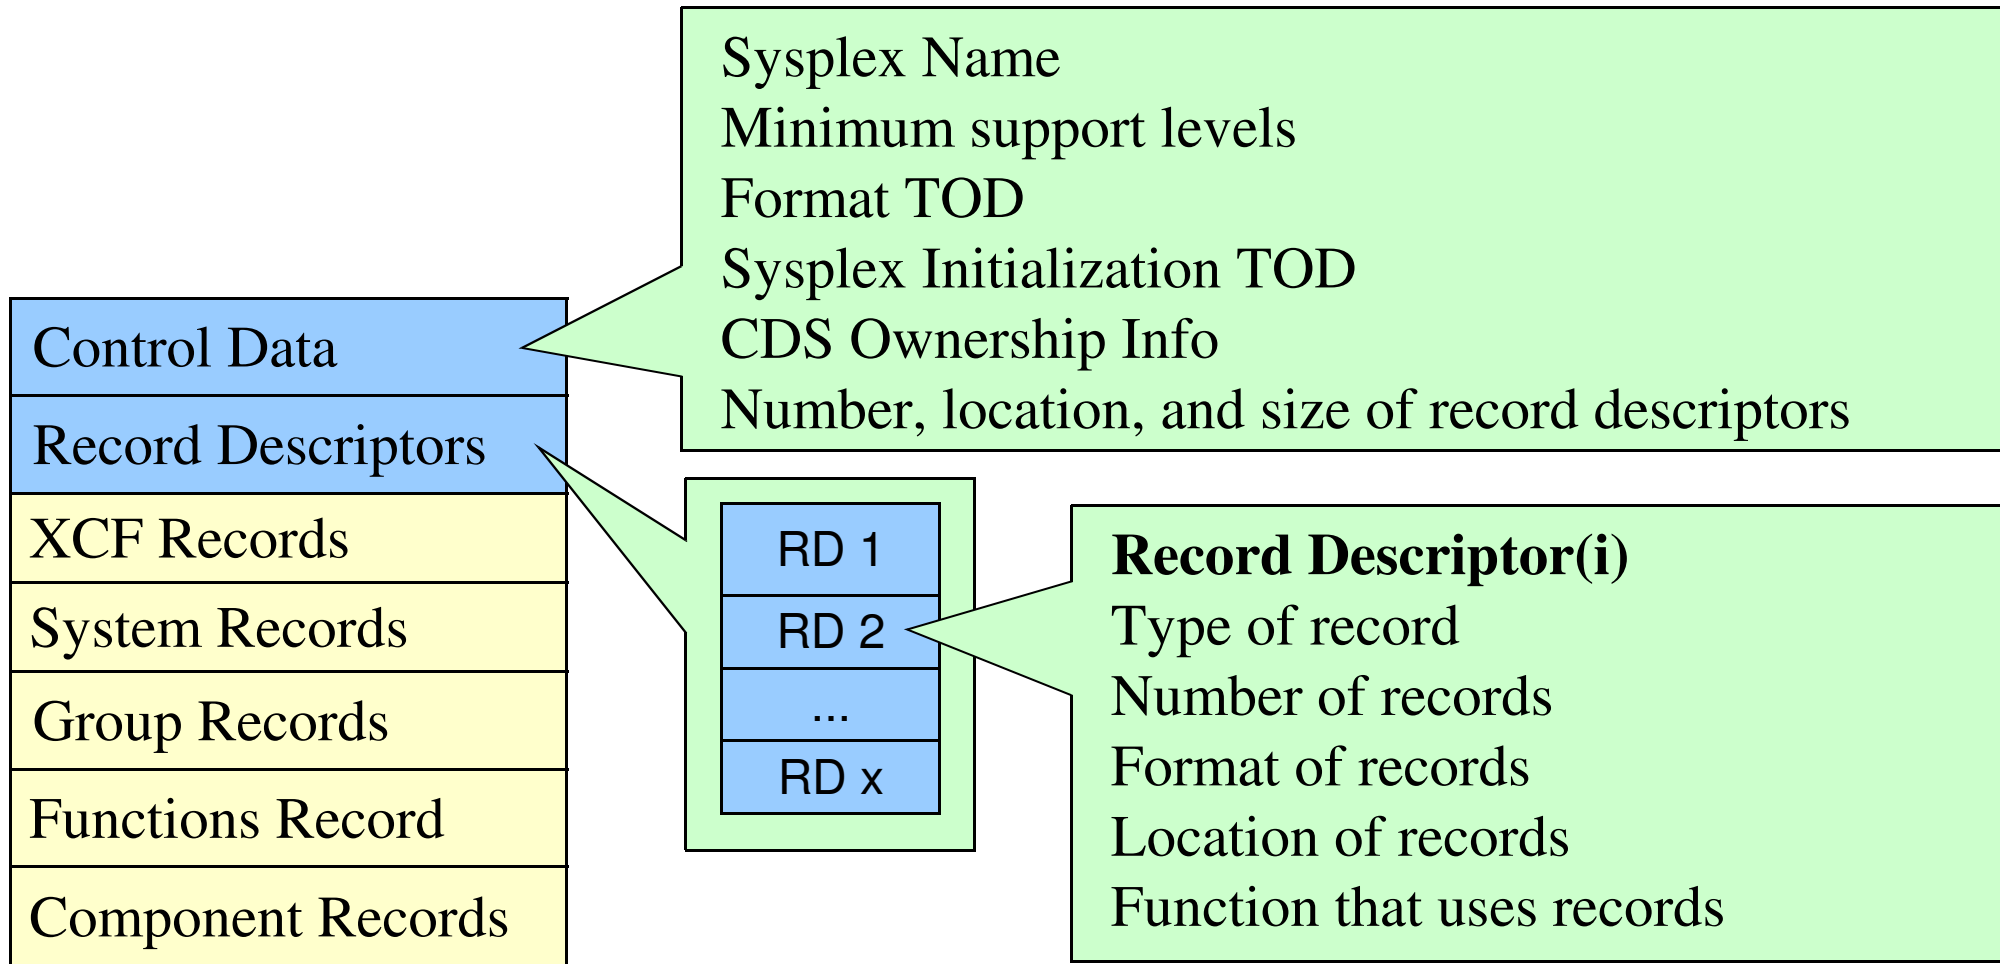 Sysplex Name
Minimum support levels
Format TOD
Sysplex Initialization TOD
CDS Ownership Info
Number, location, and size of record descriptors
Control Data
Record Descriptors
XCF Records
System Records
Group Records
Functions Record
Component Records
RD 1
RD 2
...
RD x
Record Descriptor(i)
Type of record
Number of records
Format of records
Location of records
Function that uses records